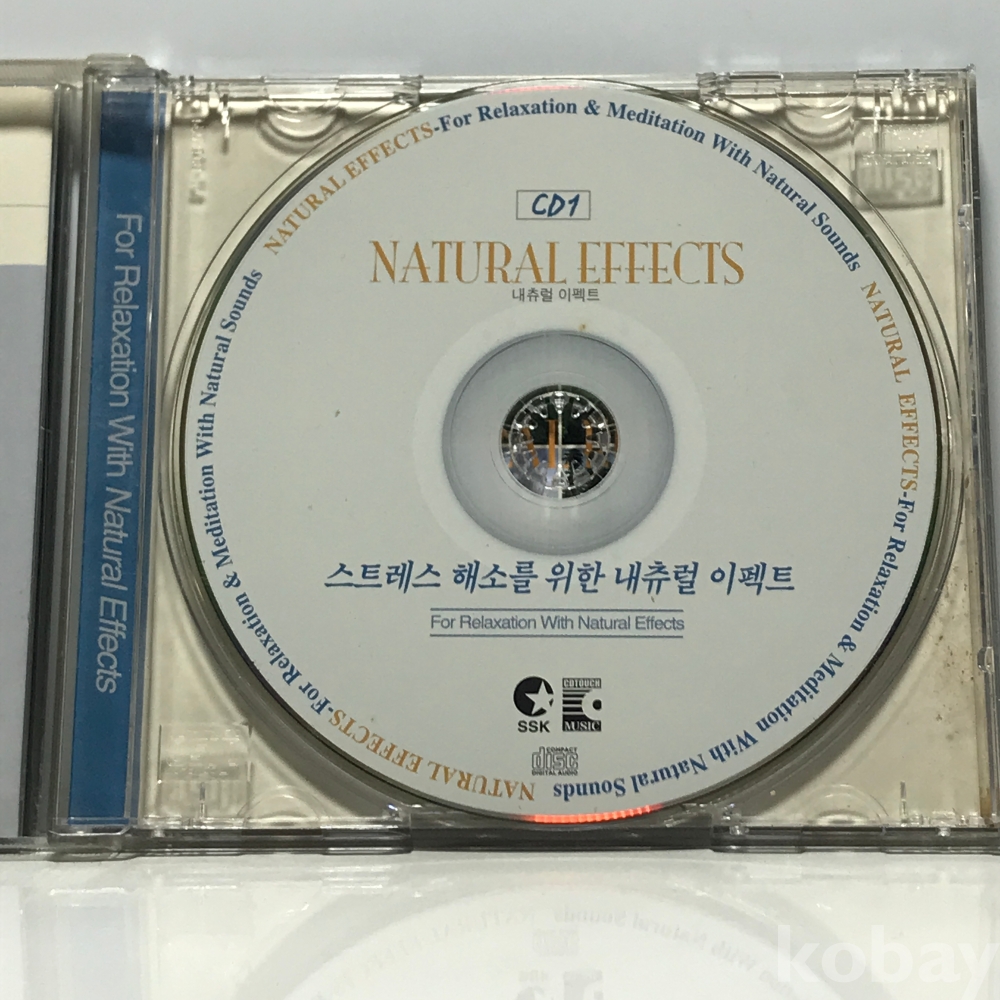 For Relaxation With Natural Effects
NATURAL EFFECTS-For Relaxation & Meditation With Natural Sounds
NATURAL EFFECTS-For Relaxation & Meditation With Natural Sounds
NATURAL EFFECTS-For Relaxation & Meditation With Natural Sounds
CD1
NATURAL EFFECTS
내츄럴 이펙트
스트레스 해소를 위한 내츄럴 이펙트
For Relaxation With Natural Effects
CDTOUCH
MUSIC
SSK
COMPACT
disc
DIGITAL AUDIO
kobay